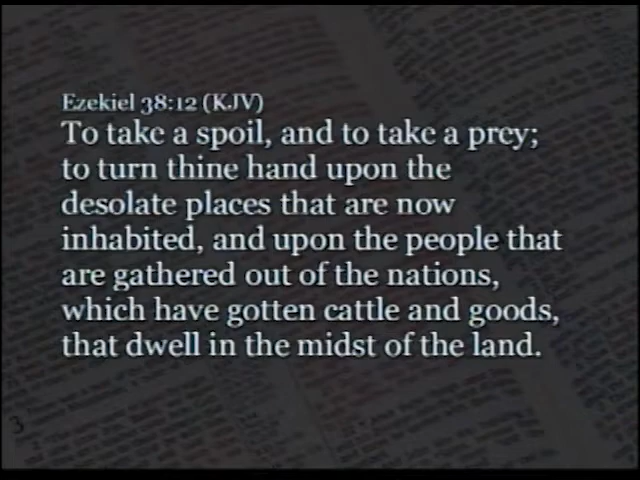 Ezekiel 38:12 (KJV)
To take a spoil, and to take a prey;
to turn thine hand upon the
desolate places that are now
inhabited, and upon the people that
are gathered out of the nations,
which have gotten cattle and goods,
that dwell in the midst of the land.